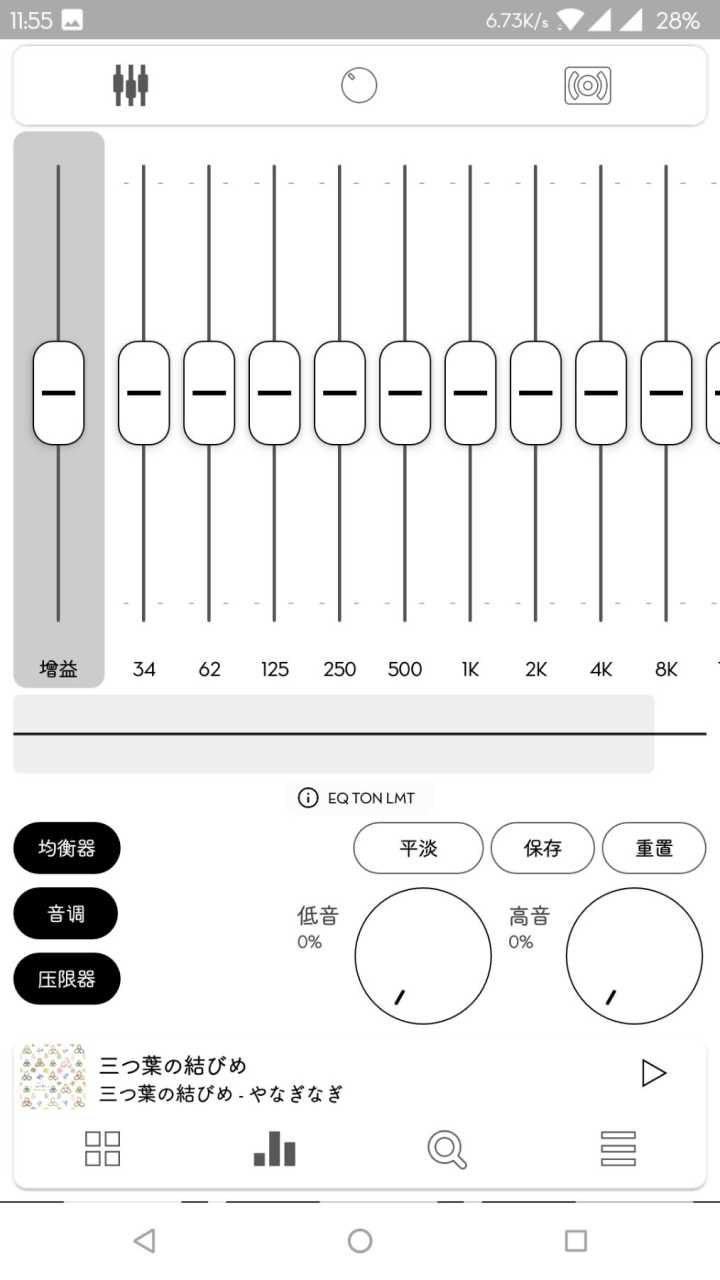 11:55
6.73K/s
28%
增益 34 62 125 250 500 1K 2K 4K 8K
EQ TON LMT
均衡器
平淡
保存
重置
音调
低音
0%
高音
0%
压限器
三つ葉の結びめ
三つ葉の結びめ - やなぎなぎ